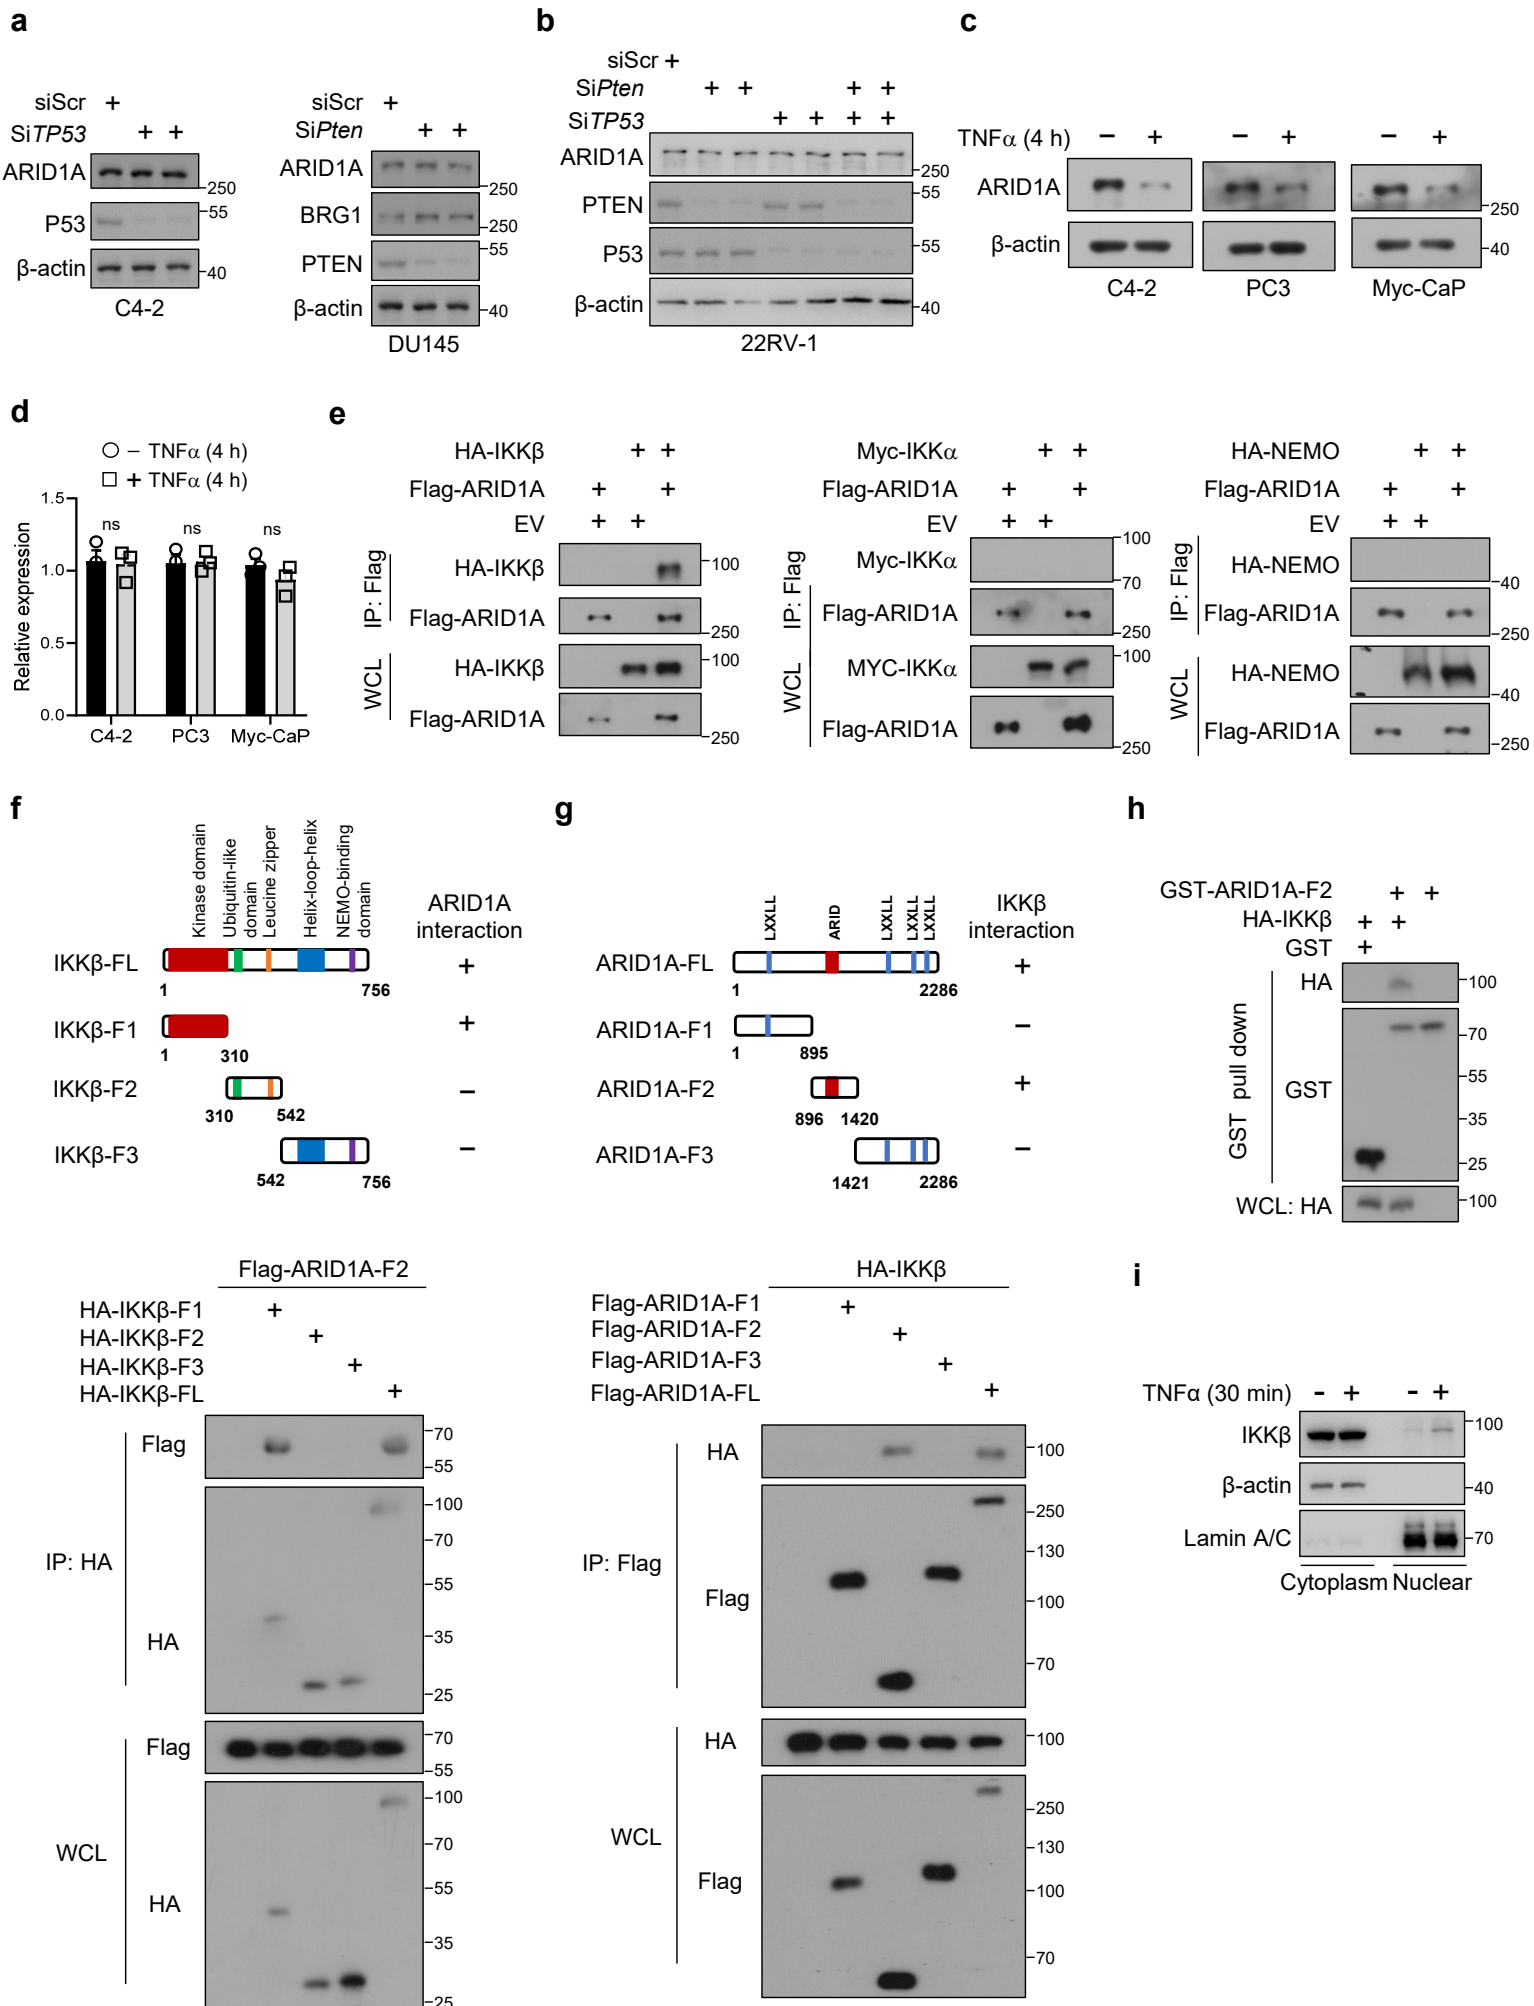 a
siScr +
SiTP53 + +
ARID1A
250
P53
55
β-actin
40
C4-2
siScr +
SiPten + +
ARID1A
250
BRG1
250
PTEN
55
β-actin
40
DU145
b
siScr +
SiPten + + + +
SiTP53 + + + +
ARID1A
250
PTEN
55
P53
55
β-actin
40
22RV-1
c
TNFα (4 h) − + − + − +
ARID1A
250
β-actin
40
C4-2 PC3 Myc-CaP
d
− TNFα (4 h)
+ TNFα (4 h)
Relative expression
1.5
1.0
0.5
0.0
ns ns ns
C4-2 PC3 Myc-CaP
e
HA-IKKβ + +
Flag-ARID1A + +
EV + +
IP: Flag
HA-IKKβ
100
Flag-ARID1A
250
WCL
HA-IKKβ
100
Flag-ARID1A
250
Myc-IKKα + +
Flag-ARID1A + +
EV + +
IP: Flag
Myc-IKKα
100
70
Flag-ARID1A
250
WCL
MYC-IKKα
100
Flag-ARID1A
250
HA-NEMO + +
Flag-ARID1A + +
EV + +
IP: Flag
HA-NEMO
40
Flag-ARID1A
250
WCL
HA-NEMO
40
Flag-ARID1A
250
f
Kinase domain
Ubiquitin-like
domain
Leucine zipper
Helix-loop-helix
NEMO-binding
domain
ARID1A
interaction
IKKβ-FL +
1 756
IKKβ-F1 +
1 310
IKKβ-F2 −
310 542
IKKβ-F3 −
542 756
Flag-ARID1A-F2
HA-IKKβ-F1 +
HA-IKKβ-F2 +
HA-IKKβ-F3 +
HA-IKKβ-FL +
IP: HA
Flag
70
55
HA
100
70
55
35
25
WCL
Flag
70
55
HA
100
70
55
35
25
g
LXXLL
ARID
LXXLL
LXXLL
LXXLL
IKKβ
interaction
ARID1A-FL +
1 2286
ARID1A-F1 −
1 895
ARID1A-F2 +
896 1420
ARID1A-F3 −
1421 2286
HA-IKKβ
Flag-ARID1A-F1 +
Flag-ARID1A-F2 +
Flag-ARID1A-F3 +
Flag-ARID1A-FL +
IP: Flag
HA
100
Flag
250
130
100
70
WCL
HA
100
Flag
250
130
100
70
h
GST-ARID1A-F2 + +
HA-IKKβ + +
GST +
GST pull down
HA
100
GST
70
55
35
25
WCL: HA
100
i
TNFα (30 min) - + - +
IKKβ
100
β-actin
40
Lamin A/C
70
Cytoplasm Nuclear